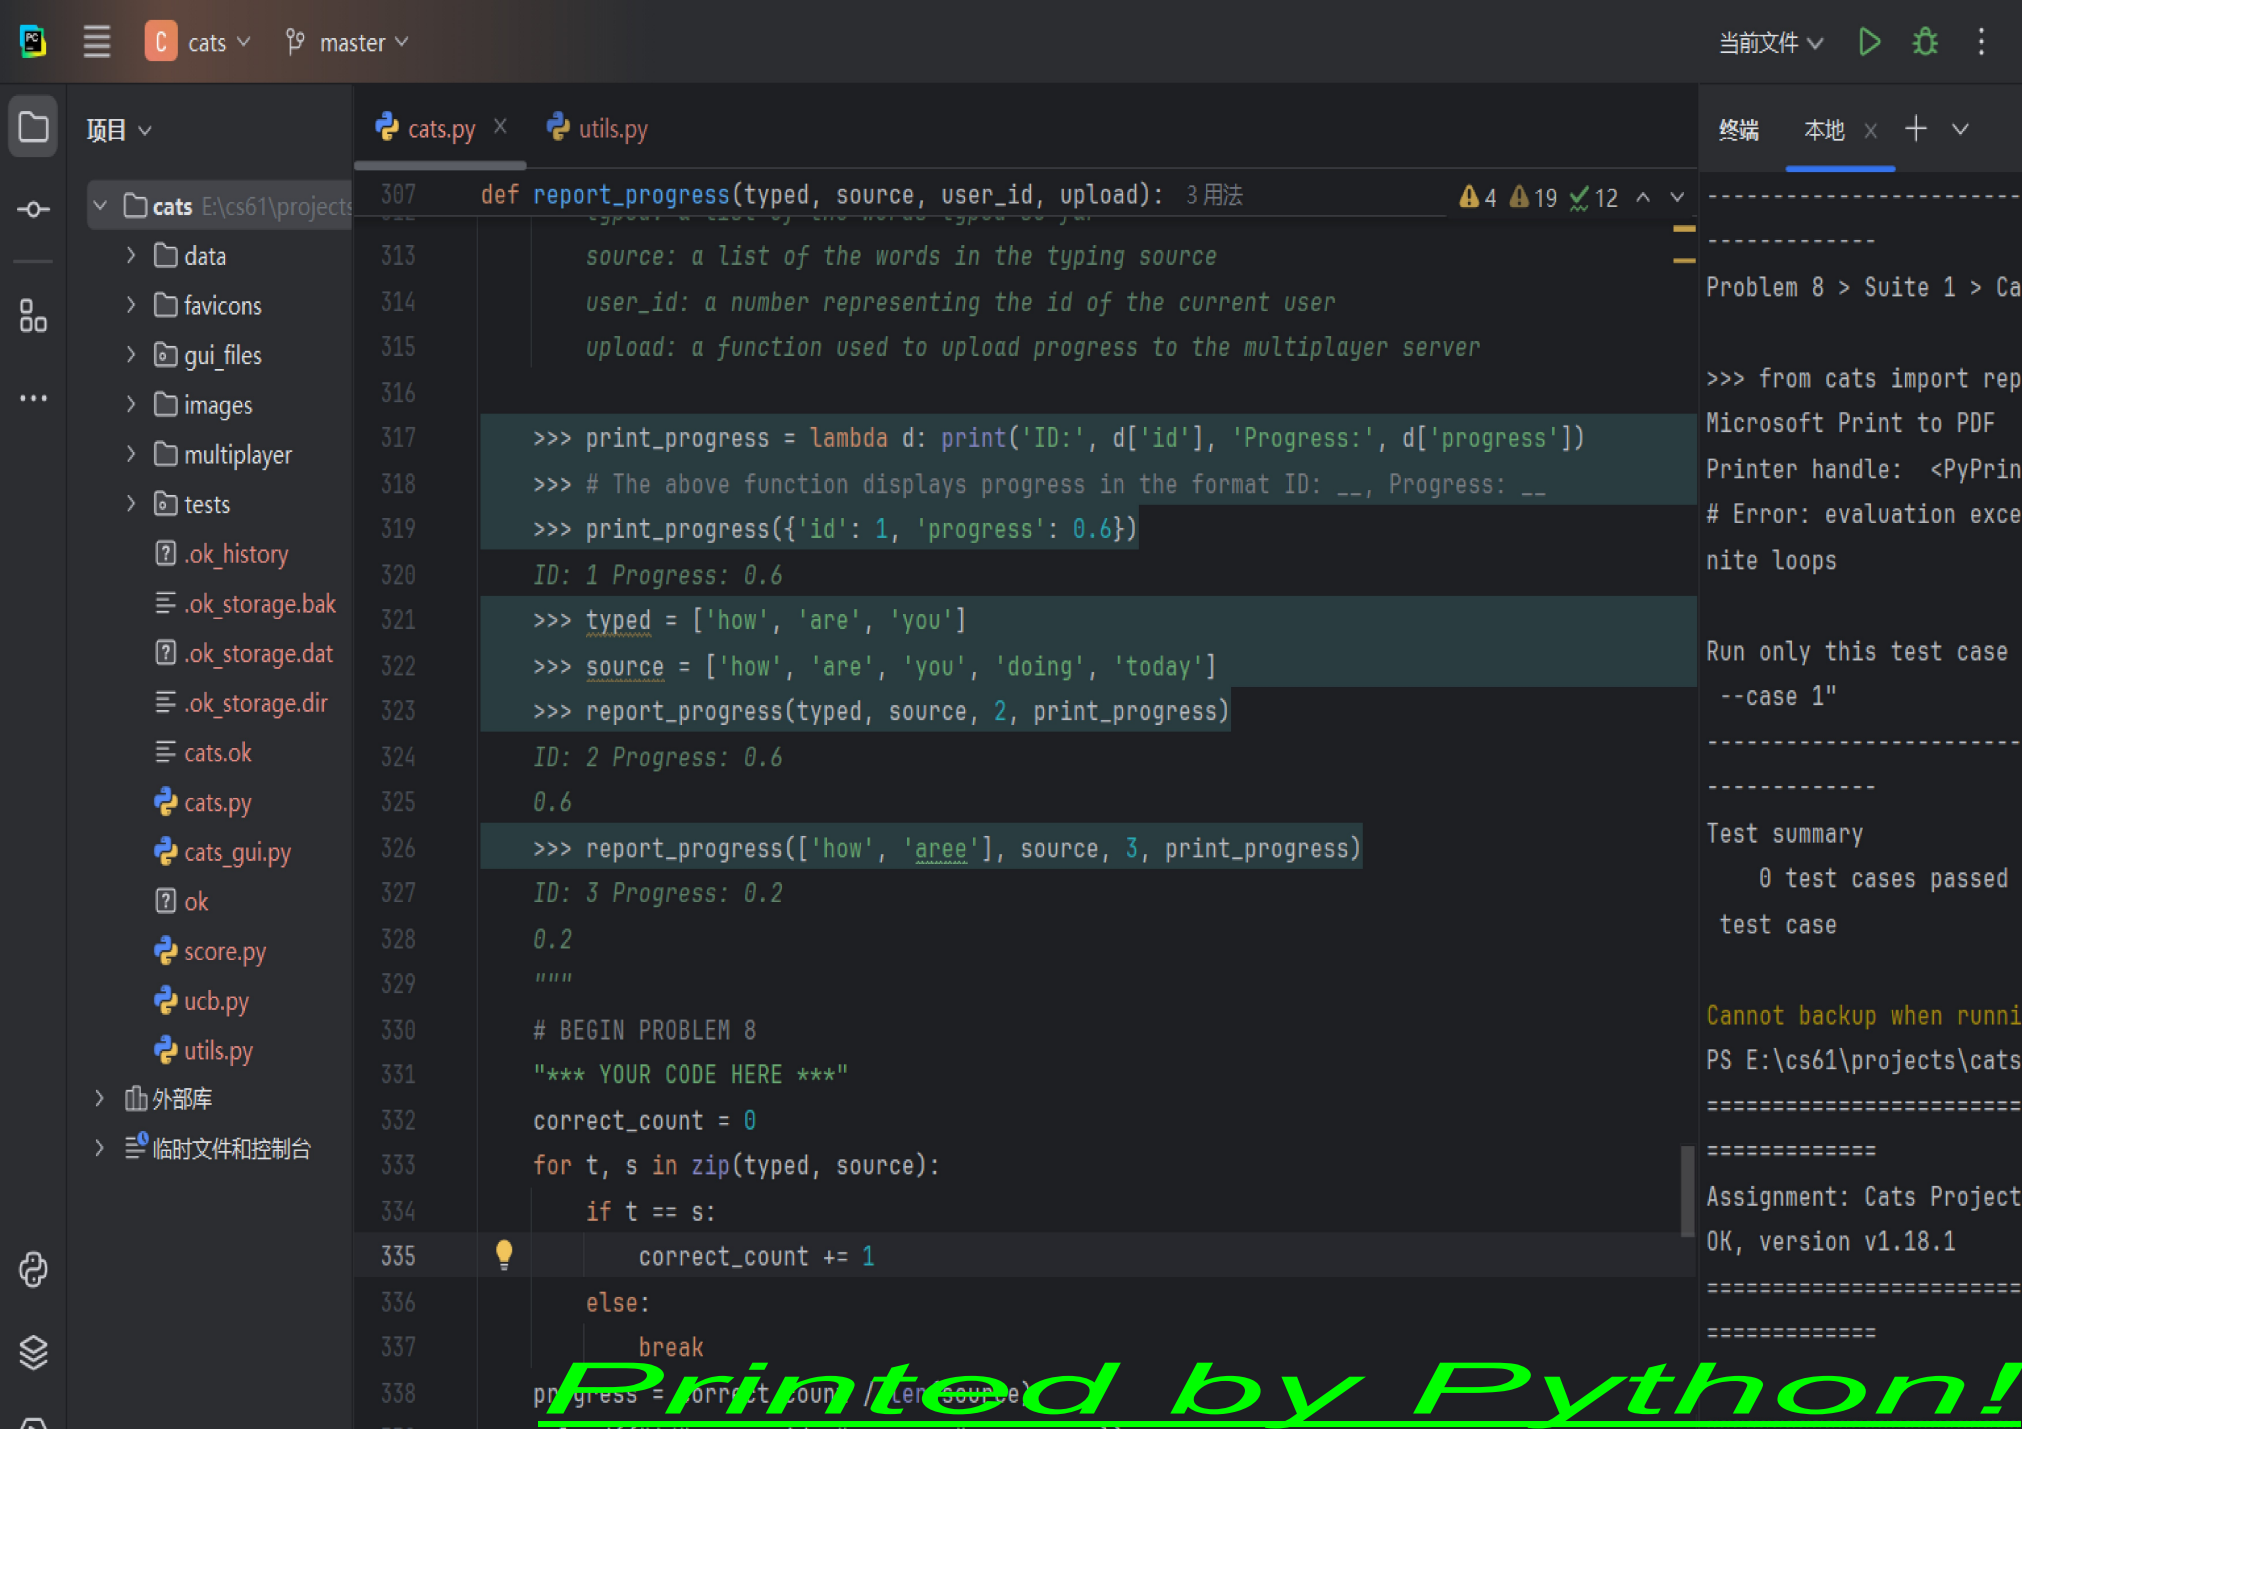 PC
C cats master 当前文件
项目
cats.py
utils.py
终端 本地
307 def report_progress(typed, source, user_id, upload): 3 用法 4 19 12
cats E:\cs61\projects
data
favicons
gui_files
images
multiplayer
tests
.ok_history
.ok_storage.bak
.ok_storage.dat
.ok_storage.dir
cats.ok
cats.py
cats_gui.py
ok
score.py
ucb.py
utils.py
外部库
临时文件和控制台
313 source: a list of the words in the typing source
314 user_id: a number representing the id of the current user
315 upload: a function used to upload progress to the multiplayer server
316
317 >>> print_progress = lambda d: print('ID:', d['id'], 'Progress:', d['progress'])
318 >>> # The above function displays progress in the format ID: __, Progress: __
319 >>> print_progress({'id': 1, 'progress': 0.6})
320 ID: 1 Progress: 0.6
321 >>> typed = ['how', 'are', 'you']
322 >>> source = ['how', 'are', 'you', 'doing', 'today']
323 >>> report_progress(typed, source, 2, print_progress)
324 ID: 2 Progress: 0.6
325 0.6
326 >>> report_progress(['how', 'aree'], source, 3, print_progress)
327 ID: 3 Progress: 0.2
328 0.2
329 """
330 # BEGIN PROBLEM 8
331 "*** YOUR CODE HERE ***"
332 correct_count = 0
333 for t, s in zip(typed, source):
334 if t == s:
335 correct_count += 1
336 else:
337 break
338 progress = correct_count / len(source)
Printed by Python!
------------------------
-------------
Problem 8 > Suite 1 > Ca
>>> from cats import rep
Microsoft Print to PDF
Printer handle: <PyPrin
# Error: evaluation exce
nite loops
Run only this test case
--case 1"
------------------------
-------------
Test summary
0 test cases passed
test case
Cannot backup when runni
PS E:\cs61\projects\cats
========================
=============
Assignment: Cats Project
OK, version v1.18.1
========================
=============